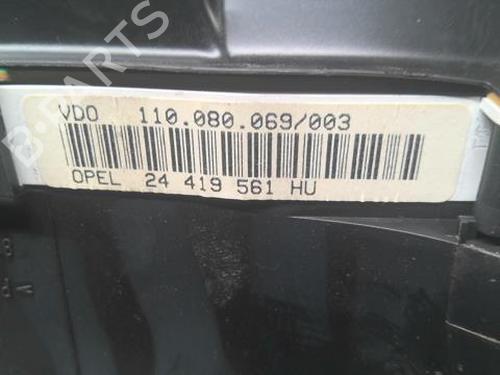 B-PARTS
VDO 110.080.069/003
OPEL 24 419 561 HU